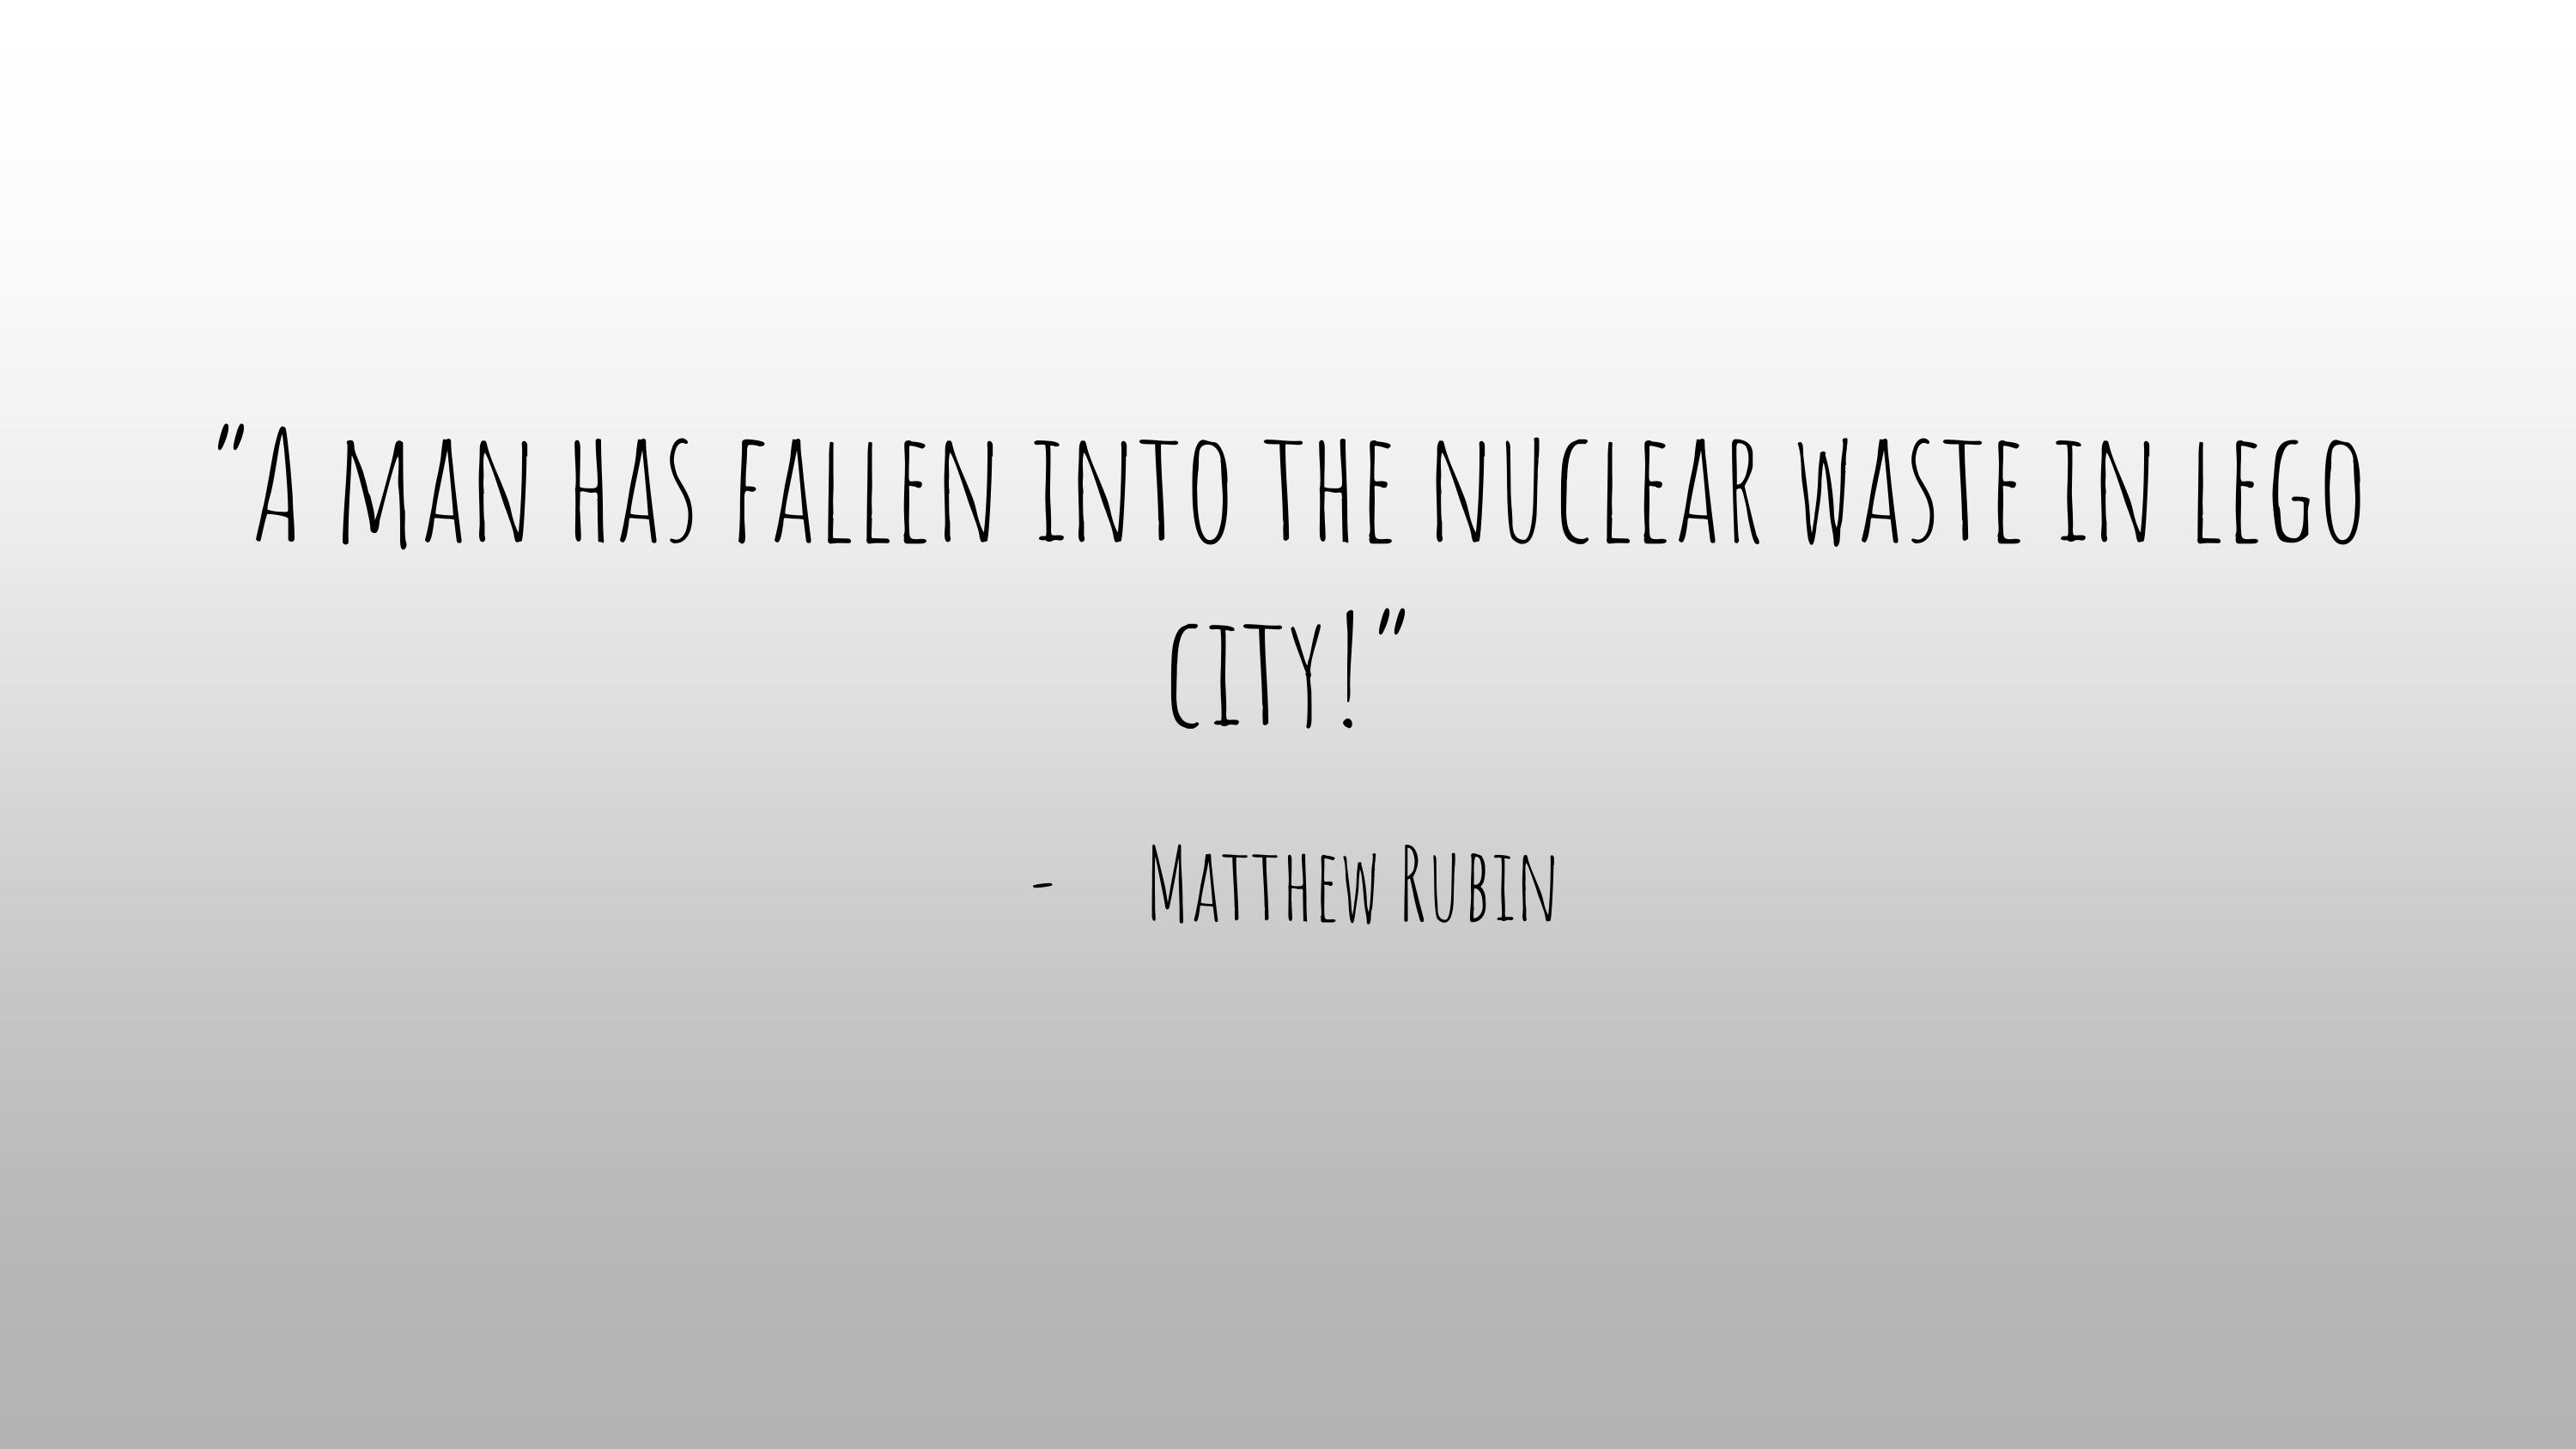 “A man has fallen into the nuclear waste in lego
city!”
- Matthew Rubin